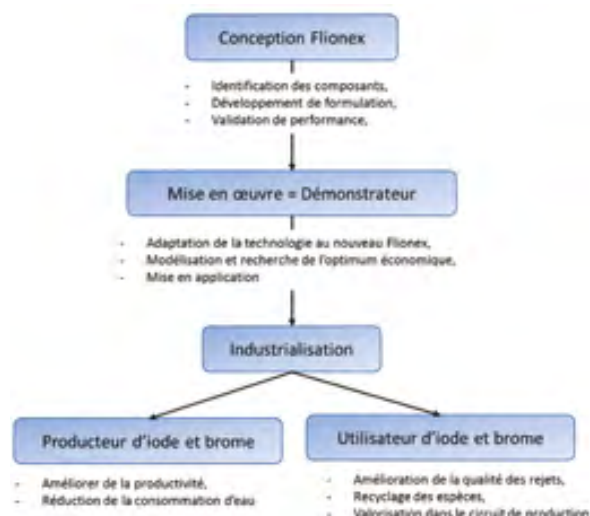 Conception Flionex
- Identification des composants,
- Développement de formulation,
- Validation de performance,
Mise en œuvre = Démonstrateur
- Adaptation de la technologie au nouveau Flionex,
- Modélisation et recherche de l'optimum économique,
- Mise en application
Industrialisation
Producteur d'iode et brome
- Améliorer de la productivité,
- Réduction de la consommation d'eau
Utilisateur d'iode et brome
- Amélioration de la qualité des rejets,
- Recyclage des espèces,
- Valorisation dans le circuit de production